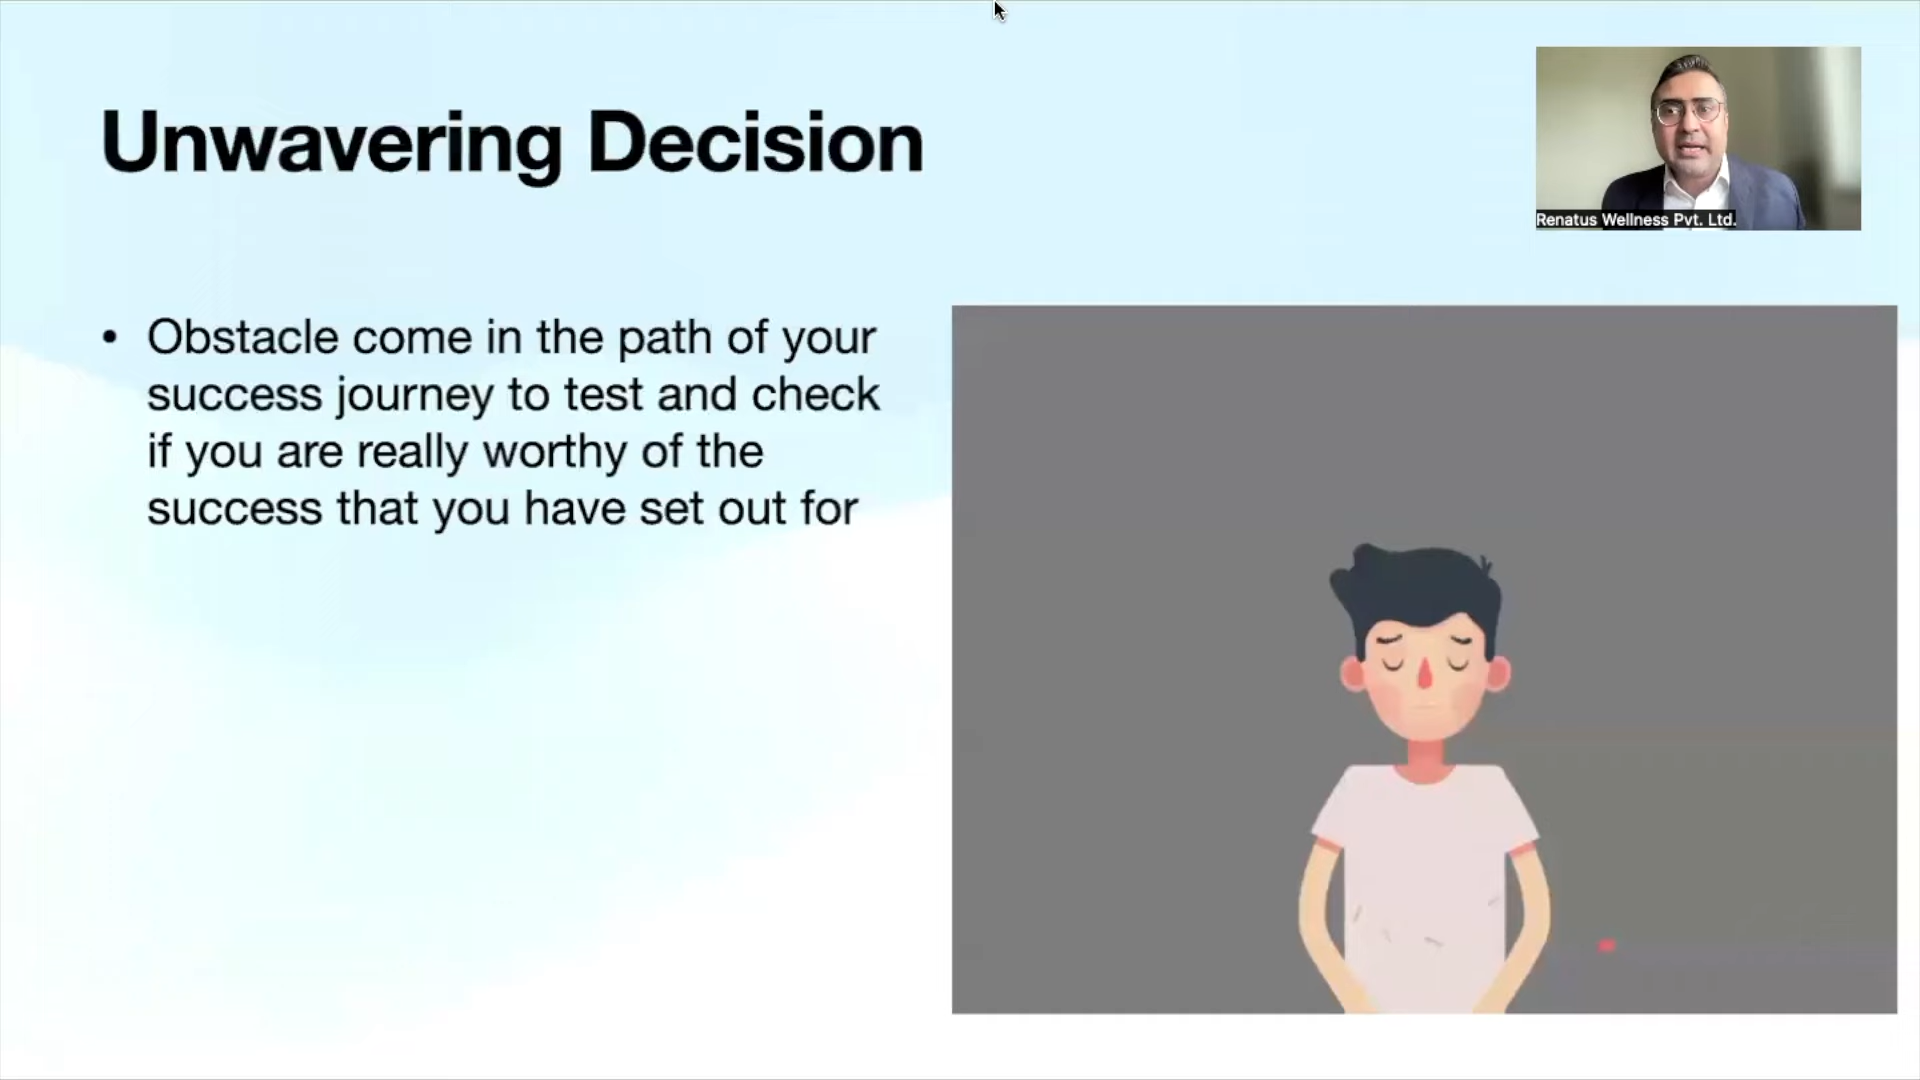 Unwavering Decision
Renatus Wellness Pvt. Ltd.
• Obstacle come in the path of your
success journey to test and check
if you are really worthy of the
success that you have set out for